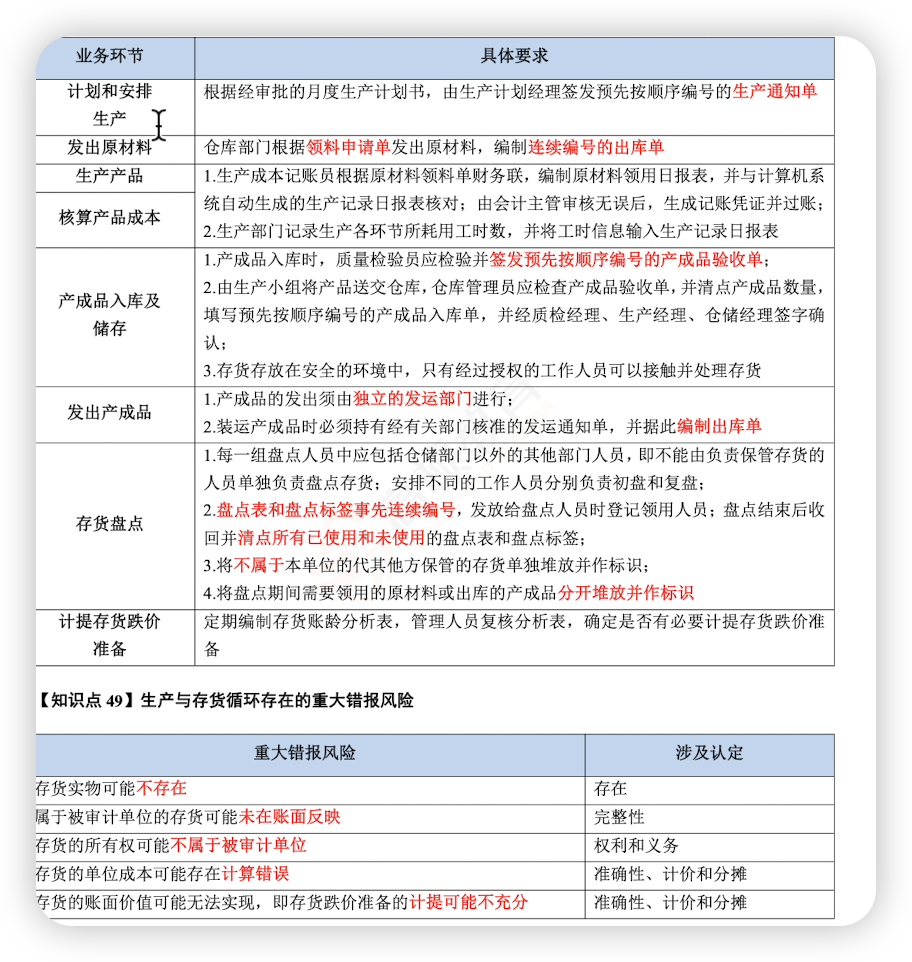 业务环节
具体要求
计划和安排
生产
根据经审批的月度生产计划书，由生产计划经理签发预先按顺序编号的生产通知单
发出原材料
仓库部门根据领料申请单发出原材料，编制连续编号的出库单
生产产品
核算产品成本
1.生产成本记账员根据原材料领料单财务联，编制原材料领用日报表，并与计算机系
统自动生成的生产记录日报表核对；由会计主管审核无误后，生成记账凭证并过账；
2.生产部门记录生产各环节所耗用工时数，并将工时信息输入生产记录日报表
产成品入库及
储存
1.产成品入库时，质量检验员应检验并签发预先按顺序编号的产成品验收单；
2.由生产小组将产品送交仓库，仓库管理员应检查产成品验收单，并清点产成品数量，
填写预先按顺序编号的产成品入库单，并经质检经理、生产经理、仓储经理签字确
认；
3.存货存放在安全的环境中，只有经过授权的工作人员可以接触并处理存货
发出产成品
1.产成品的发出须由独立的发运部门进行；
2.装运产成品时必须持有经有关部门核准的发运通知单，并据此编制出库单
存货盘点
1.每一组盘点人员中应包括仓储部门以外的其他部门人员，即不能由负责保管存货的
人员单独负责盘点存货；安排不同的工作人员分别负责初盘和复盘；
2.盘点表和盘点标签事先连续编号，发放给盘点人员时登记领用人员；盘点结束后收
回并清点所有已使用和未使用的盘点表和盘点标签；
3.将不属于本单位的代其他方保管的存货单独堆放并作标识；
4.将盘点期间需要领用的原材料或出库的产成品分开堆放并作标识
计提存货跌价
准备
定期编制存货账龄分析表，管理人员复核分析表，确定是否有必要计提存货跌价准
备
【知识点 49】生产与存货循环存在的重大错报风险
重大错报风险
涉及认定
存货实物可能不存在
存在
属于被审计单位的存货可能未在账面反映
完整性
存货的所有权可能不属于被审计单位
权利和义务
存货的单位成本可能存在计算错误
准确性、计价和分摊
存货的账面价值可能无法实现，即存货跌价准备的计提可能不充分
准确性、计价和分摊